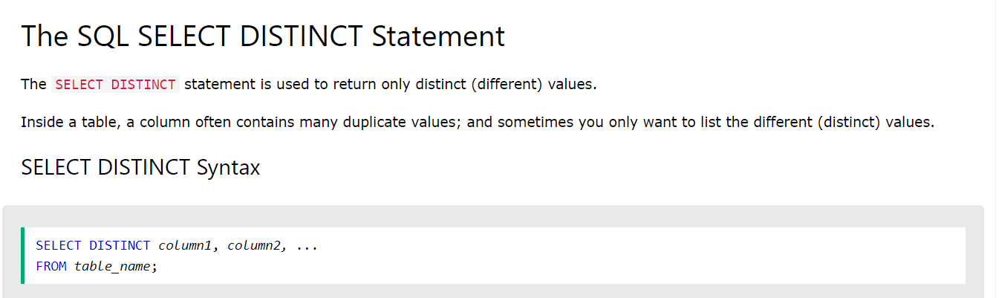 The SQL SELECT DISTINCT Statement
The SELECT DISTINCT statement is used to return only distinct (different) values.
Inside a table, a column often contains many duplicate values; and sometimes you only want to list the different (distinct) values.
SELECT DISTINCT Syntax
SELECT DISTINCT column1, column2, ...
FROM table_name;